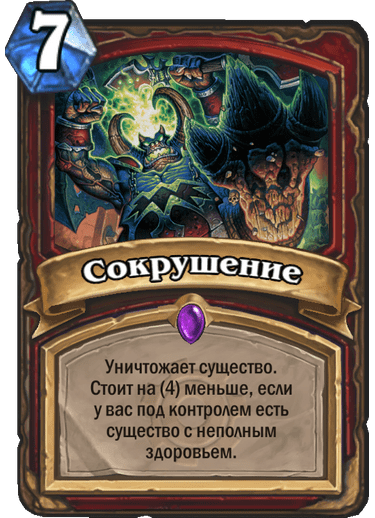 7
Сокрушение
Уничтожает существо.
Стоит на (4) меньше, если
у вас под контролем есть
существо с неполным
здоровьем.